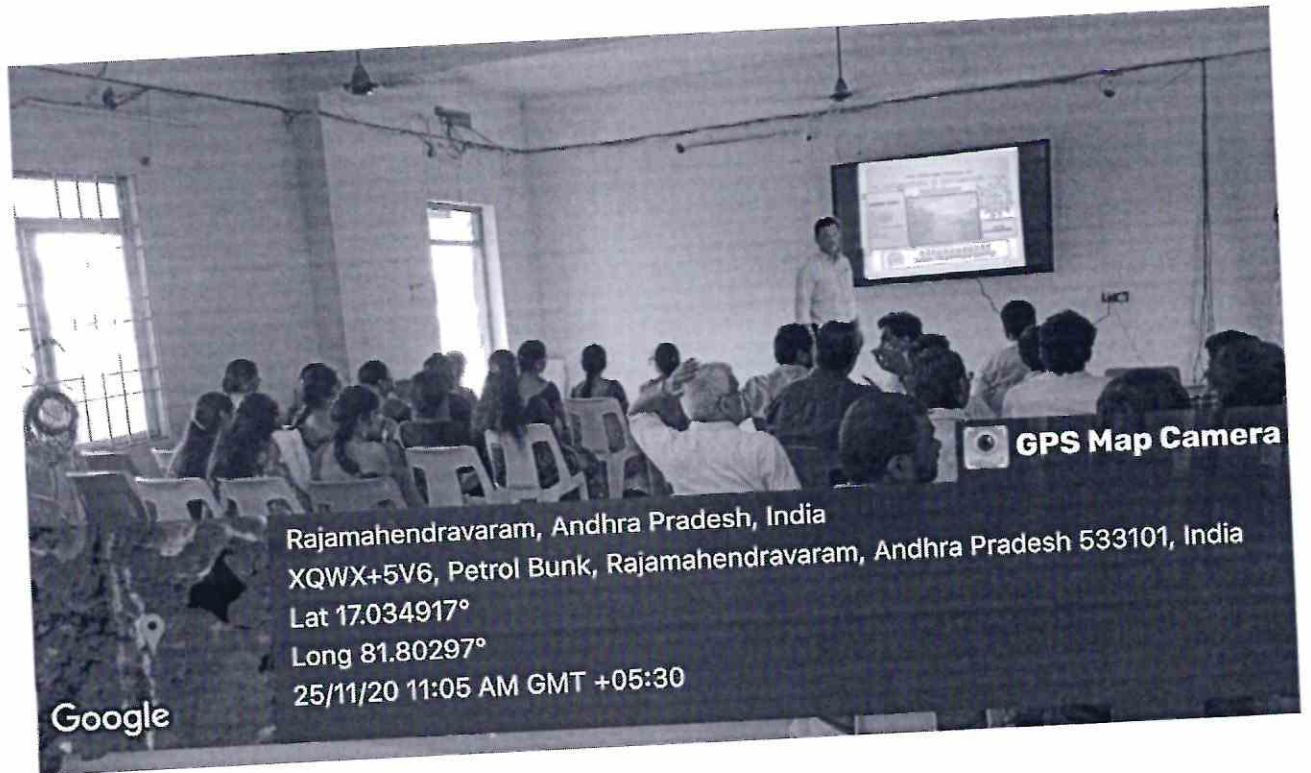 GPS Map Camera
Rajamahendravaram, Andhra Pradesh, India
XQWX+5V6, Petrol Bunk, Rajamahendravaram, Andhra Pradesh 533101, India
Lat 17.034917°
Long 81.80297°
25/11/20 11:05 AM GMT +05:30
Google